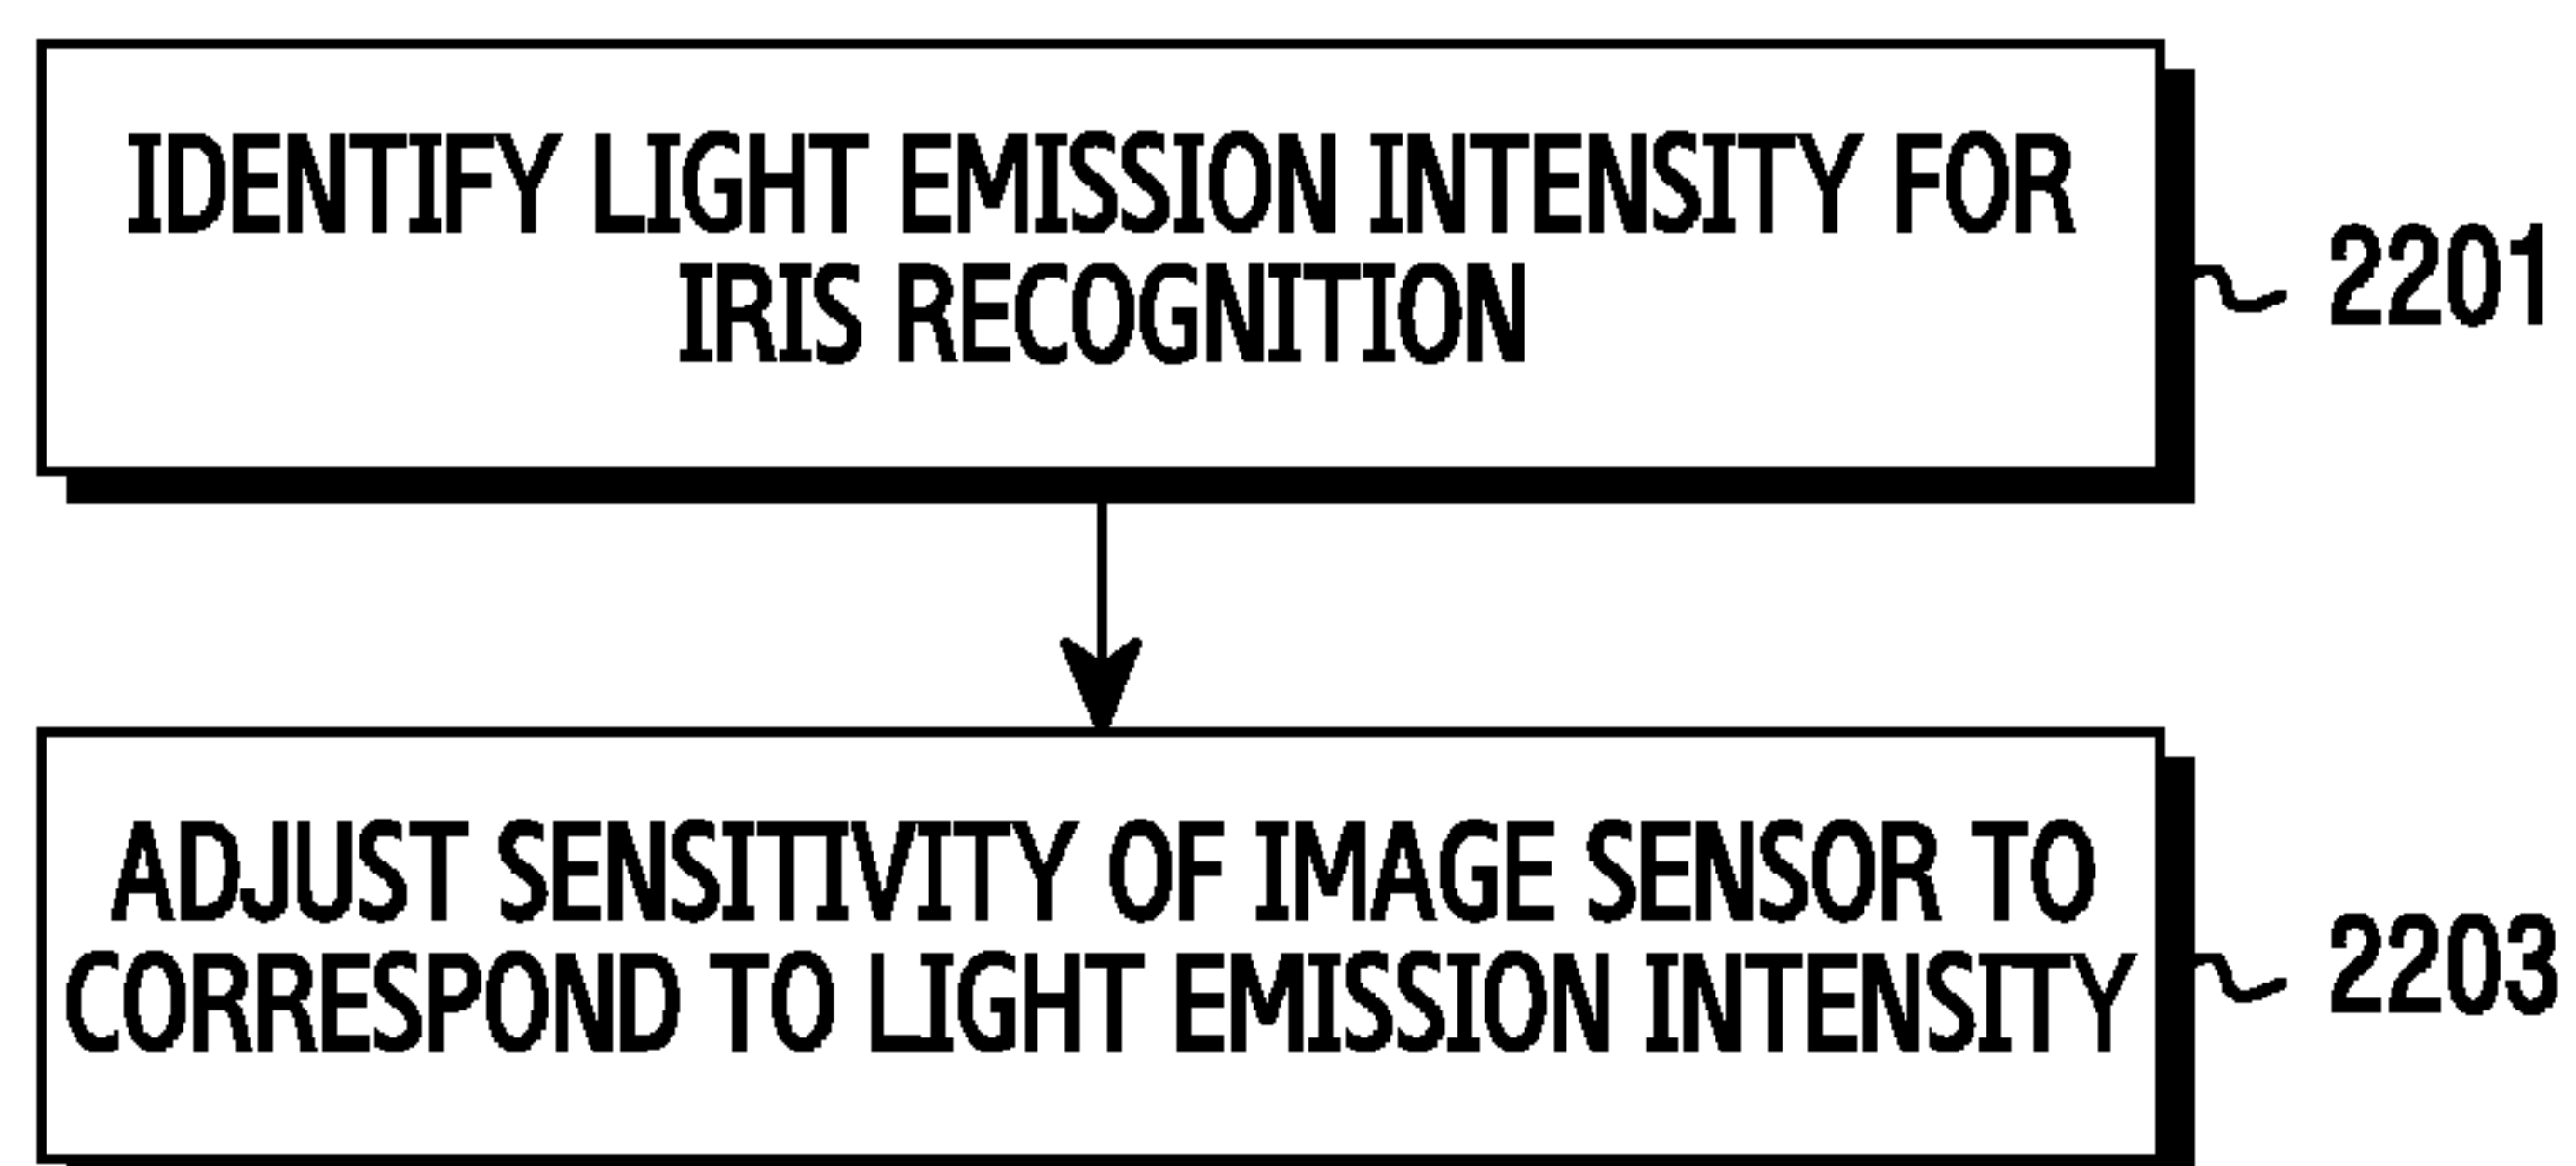 IDENTIFY LIGHT EMISSION INTENSITY FOR
IRIS RECOGNITION
2201
ADJUST SENSITIVITY OF IMAGE SENSOR TO
CORRESPOND TO LIGHT EMISSION INTENSITY
2203